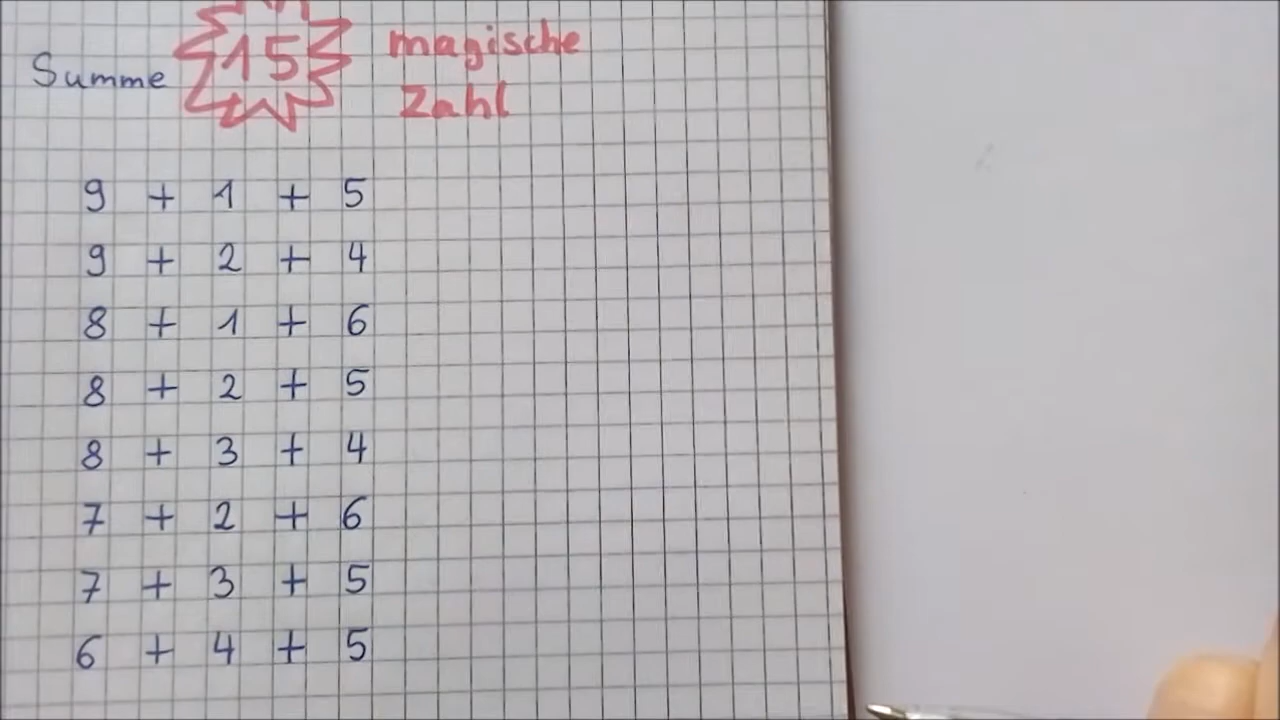 Summe 15 magische
Zahl
9 + 1 + 5
9 + 2 + 4
8 + 1 + 6
8 + 2 + 5
8 + 3 + 4
7 + 2 + 6
7 + 3 + 5
6 + 4 + 5